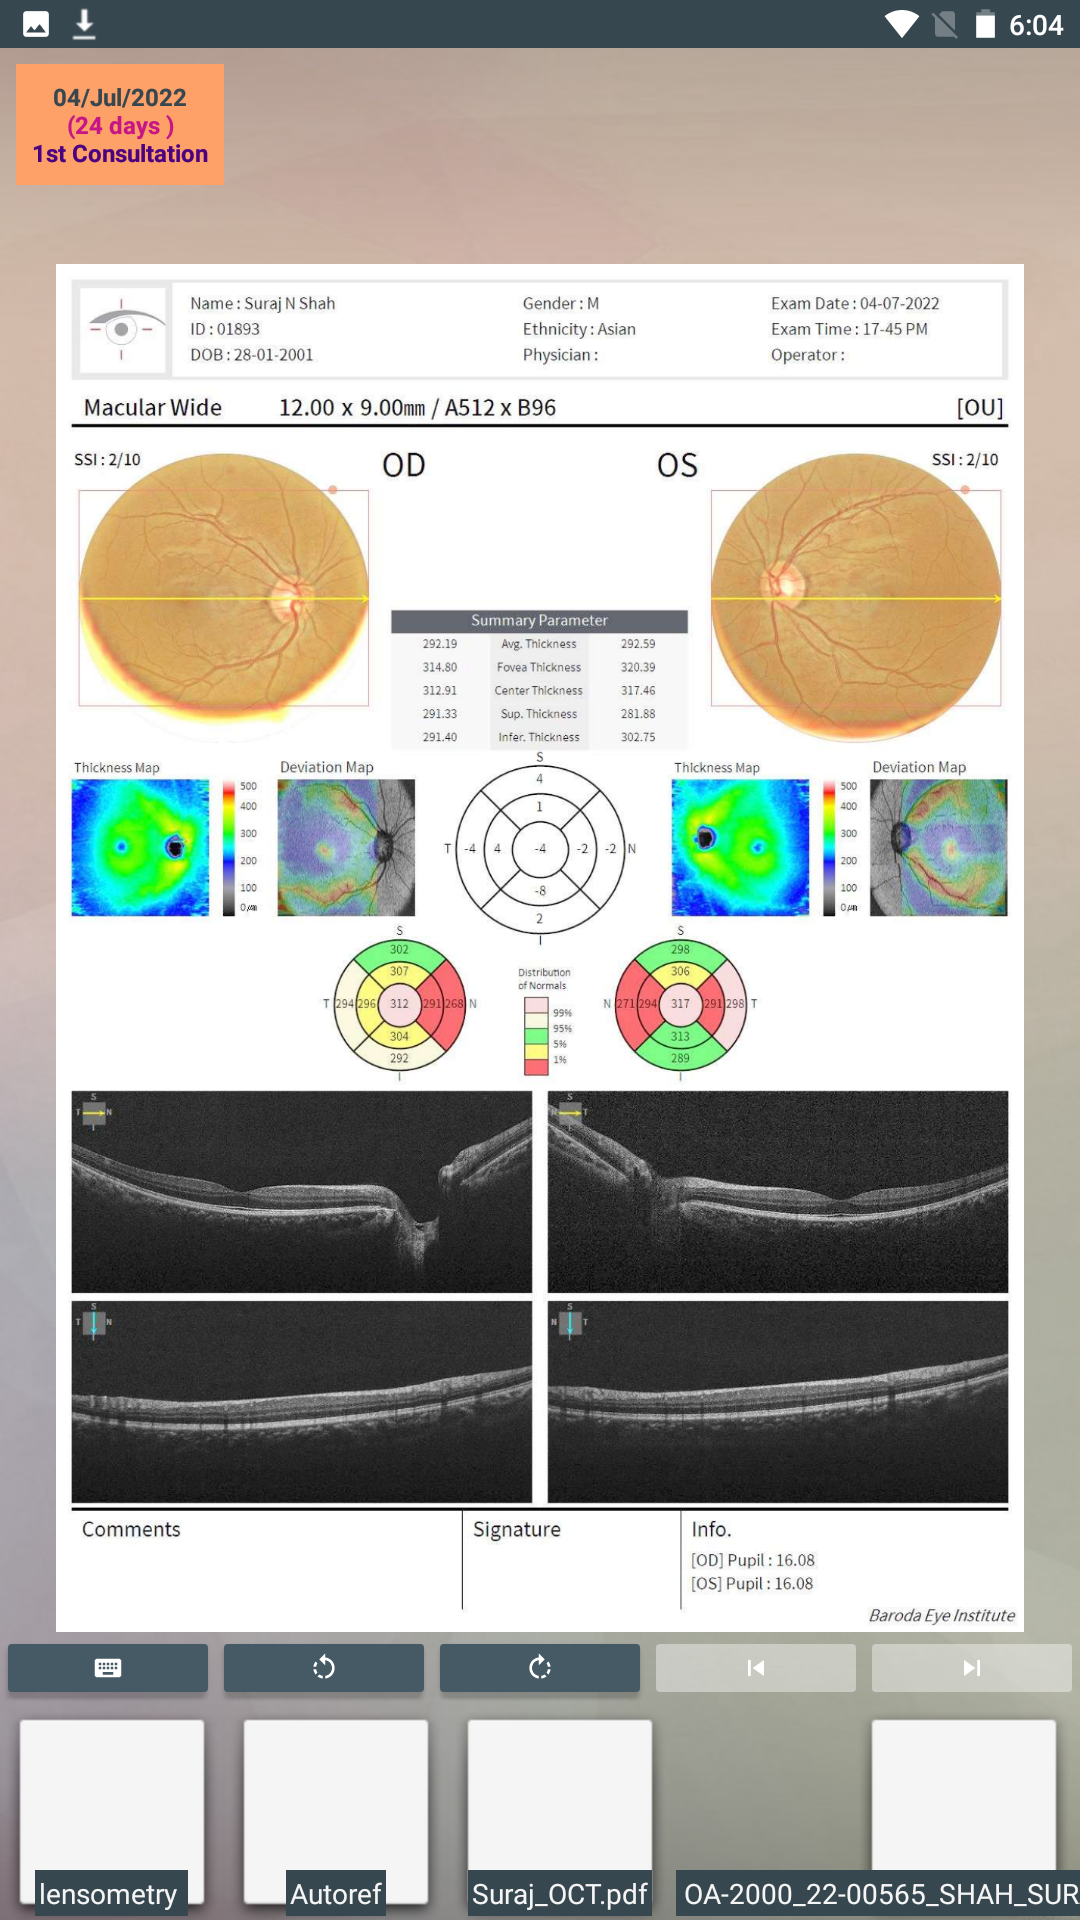 6:04
04/Jul/2022
(24 days )
1st Consultation
Name : Suraj N Shah
Gender : M
Exam Date : 04-07-2022
ID : 01893
Ethnicity : Asian
Exam Time : 17-45 PM
DOB : 28-01-2001
Physician :
Operator :
Macular Wide 12.00 x 9.00mm / A512 x B96 [OU]
SSI : 2/10
OD
OS
SSI : 2/10
Summary Parameter
292.19 Avg. Thickness 292.59
314.80 Fovea Thickness 320.39
312.91 Center Thickness 317.46
291.33 Sup. Thickness 281.88
291.40 Infer. Thickness 302.75
Thickness Map
Deviation Map
500
400
300
200
100
0 μm
S
4
1
T -4 4 -4 -2 -2 N
-8
2
I
Thickness Map
Deviation Map
500
400
300
200
100
0 μm
S
302
307
T 294 296 312 291 268 N
304
292
I
Distribution
of Normals
99%
95%
5%
1%
S
298
306
N 271 294 317 291 298 T
313
289
I
S
T N
I
S
N T
I
S
T N
I
S
N T
I
Comments
Signature
Info.
[OD] Pupil : 16.08
[OS] Pupil : 16.08
Baroda Eye Institute
lensometry
Autoref
Suraj_OCT.pdf
OA-2000_22-00565_SHAH_SUR